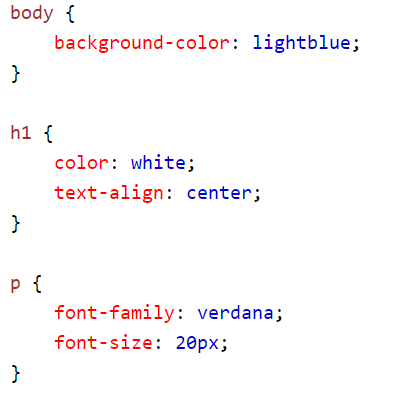 body {
    background-color: lightblue;
}

h1 {
    color: white;
    text-align: center;
}

p {
    font-family: verdana;
    font-size: 20px;
}